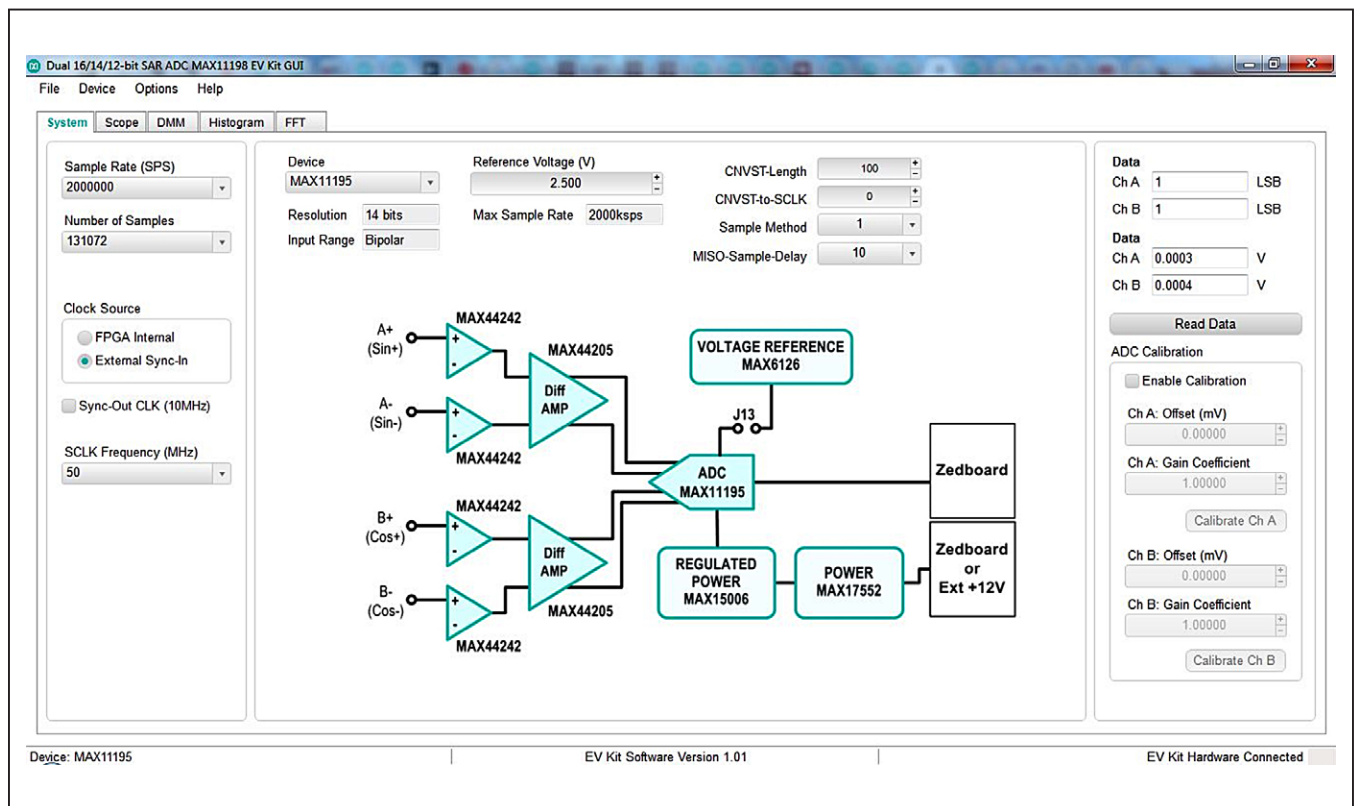 Dual 16/14/12-bit SAR ADC MAX11198 EV Kit GUI
File Device Options Help
System Scope DMM Histogram FFT
Sample Rate (SPS)
2000000
Number of Samples
131072
Clock Source
FPGA Internal
External Sync-In
Sync-Out CLK (10MHz)
SCLK Frequency (MHz)
50
Device
MAX11195
Resolution 14 bits
Input Range Bipolar
Reference Voltage (V)
2.500
Max Sample Rate 2000ksps
CNVST-Length 100
CNVST-to-SCLK 0
Sample Method 1
MISO-Sample-Delay 10
A+
(Sin+)
+
-
MAX44242
A-
(Sin-)
+
-
MAX44242
MAX44205
Diff
AMP
B+
(Cos+)
MAX44242
+
-
B-
(Cos-)
+
-
MAX44242
Diff
AMP
MAX44205
VOLTAGE REFERENCE
MAX6126
J13
ADC
MAX11195
REGULATED
POWER
MAX15006
POWER
MAX17552
Zedboard
Zedboard
or
Ext +12V
Data
Ch A 1 LSB
Ch B 1 LSB
Data
Ch A 0.0003 V
Ch B 0.0004 V
Read Data
ADC Calibration
Enable Calibration
Ch A: Offset (mV)
0.00000
Ch A: Gain Coefficient
1.00000
Calibrate Ch A
Ch B: Offset (mV)
0.00000
Ch B: Gain Coefficient
1.00000
Calibrate Ch B
Device: MAX11195 EV Kit Software Version 1.01 EV Kit Hardware Connected